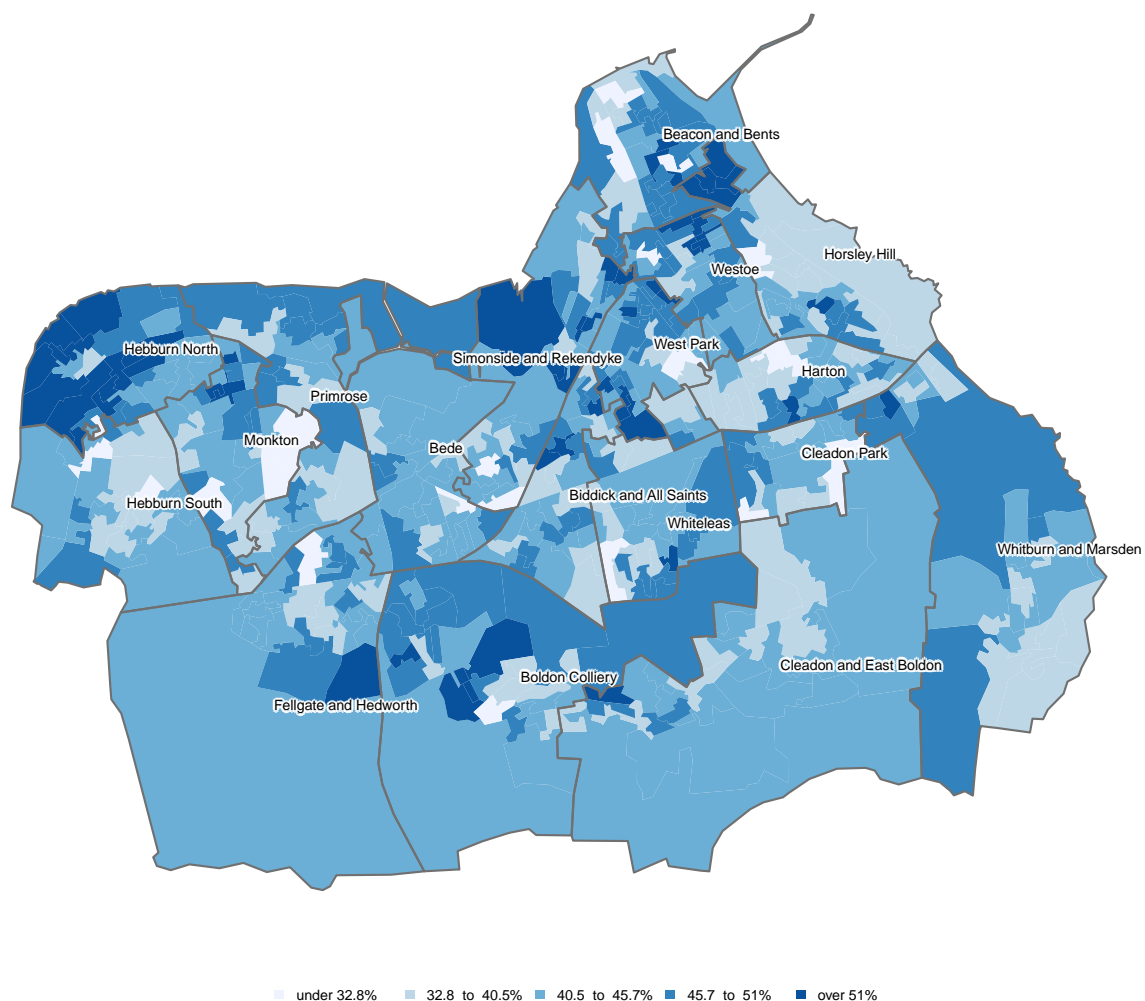 Beacon and Bents
Horsley Hill
Westoe
West Park
Hebburn North
Simonside and Rekendyke
Harton
Primrose
Monkton
Bede
Cleadon Park
Hebburn South
Biddick and All Saints
Whiteleas
Whitburn and Marsden
Cleadon and East Boldon
Boldon Colliery
Fellgate and Hedworth
under 32.8% 32.8 to 40.5% 40.5 to 45.7% 45.7 to 51% over 51%